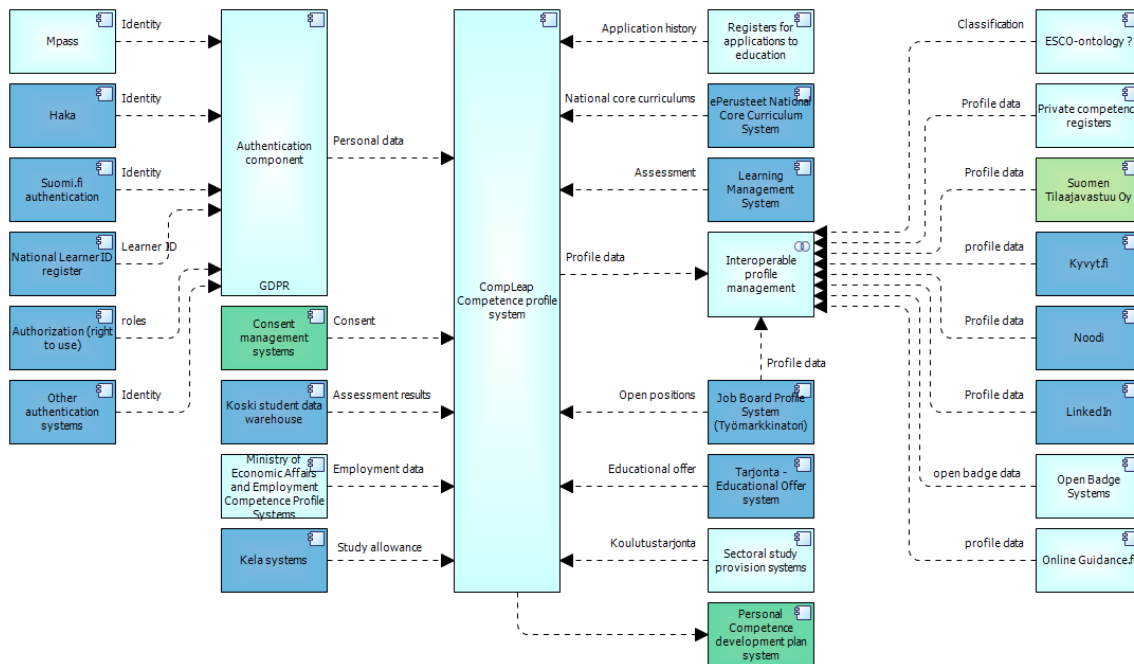 Mpass
Identity
Haka
Identity
Suomi.fi
authentication
Identity
National LearnerID
register
Learner ID
Authorization (right
to use)
roles
Other
authentication
systems
Identity
Authentication
component
GDPR
Personal data
Consent
management
systems
Consent
Koski student data
warehouse
Assessment results
Ministry of
Economic Affairs
and Employment
Competence Profile
Systems
Employment data
Kela systems
Study allowance
CompLeap
Competence profile
system
Application history
Registers for
applications to
education
National core curriculums
ePerusteet National
Core Curriculum
System
Assessment
Learning
Management
System
Profile data
Interoperable
profile
management
Profile data
Open positions
Job Board Profile
System
(Työmarkkinatori)
Educational offer
Tarjonta -
Educational Offer
system
Koulutustarjonta
Sectoral study
provision systems
Personal
Competence
development plan
system
Classification
ESCO-ontology ?
Profile data
Private competence
registers
Profile data
Suomen
Tilaajavastuu Oy
profile data
Kyvyt.fi
Profile data
Noodi
Profile data
LinkedIn
open badge data
Open Badge
Systems
profile data
Online Guidance.fi